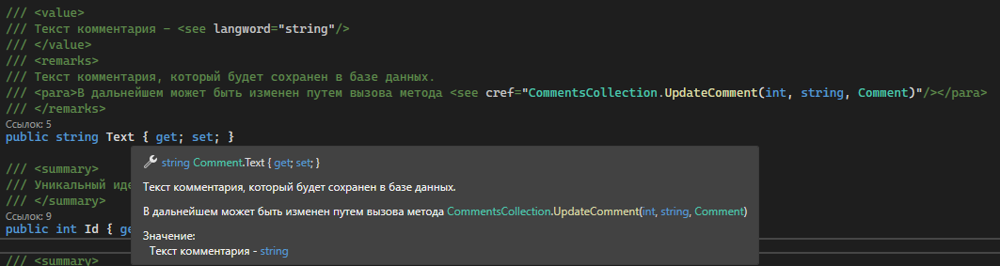 /// <value>
/// Текст комментария - <see langword="string"/>
/// </value>
/// <remarks>
/// Текст комментария, который будет сохранен в базе данных.
/// <para>В дальнейшем может быть изменен путем вызова метода <see cref="CommentsCollection.UpdateComment(int, string, Comment)"/></para>
/// </remarks>
Ссылок: 5
public string Text { get; set; }
string Comment.Text { get; set; }
/// <summary>
Текст комментария, который будет сохранен в базе данных.
/// Уникальный иде
/// </summary>
В дальнейшем может быть изменен путем вызова метода CommentsCollection.UpdateComment(int, string, Comment)
Ссылок: 9
public int Id { ge
Значение:
Текст комментария - string
/// <summary>